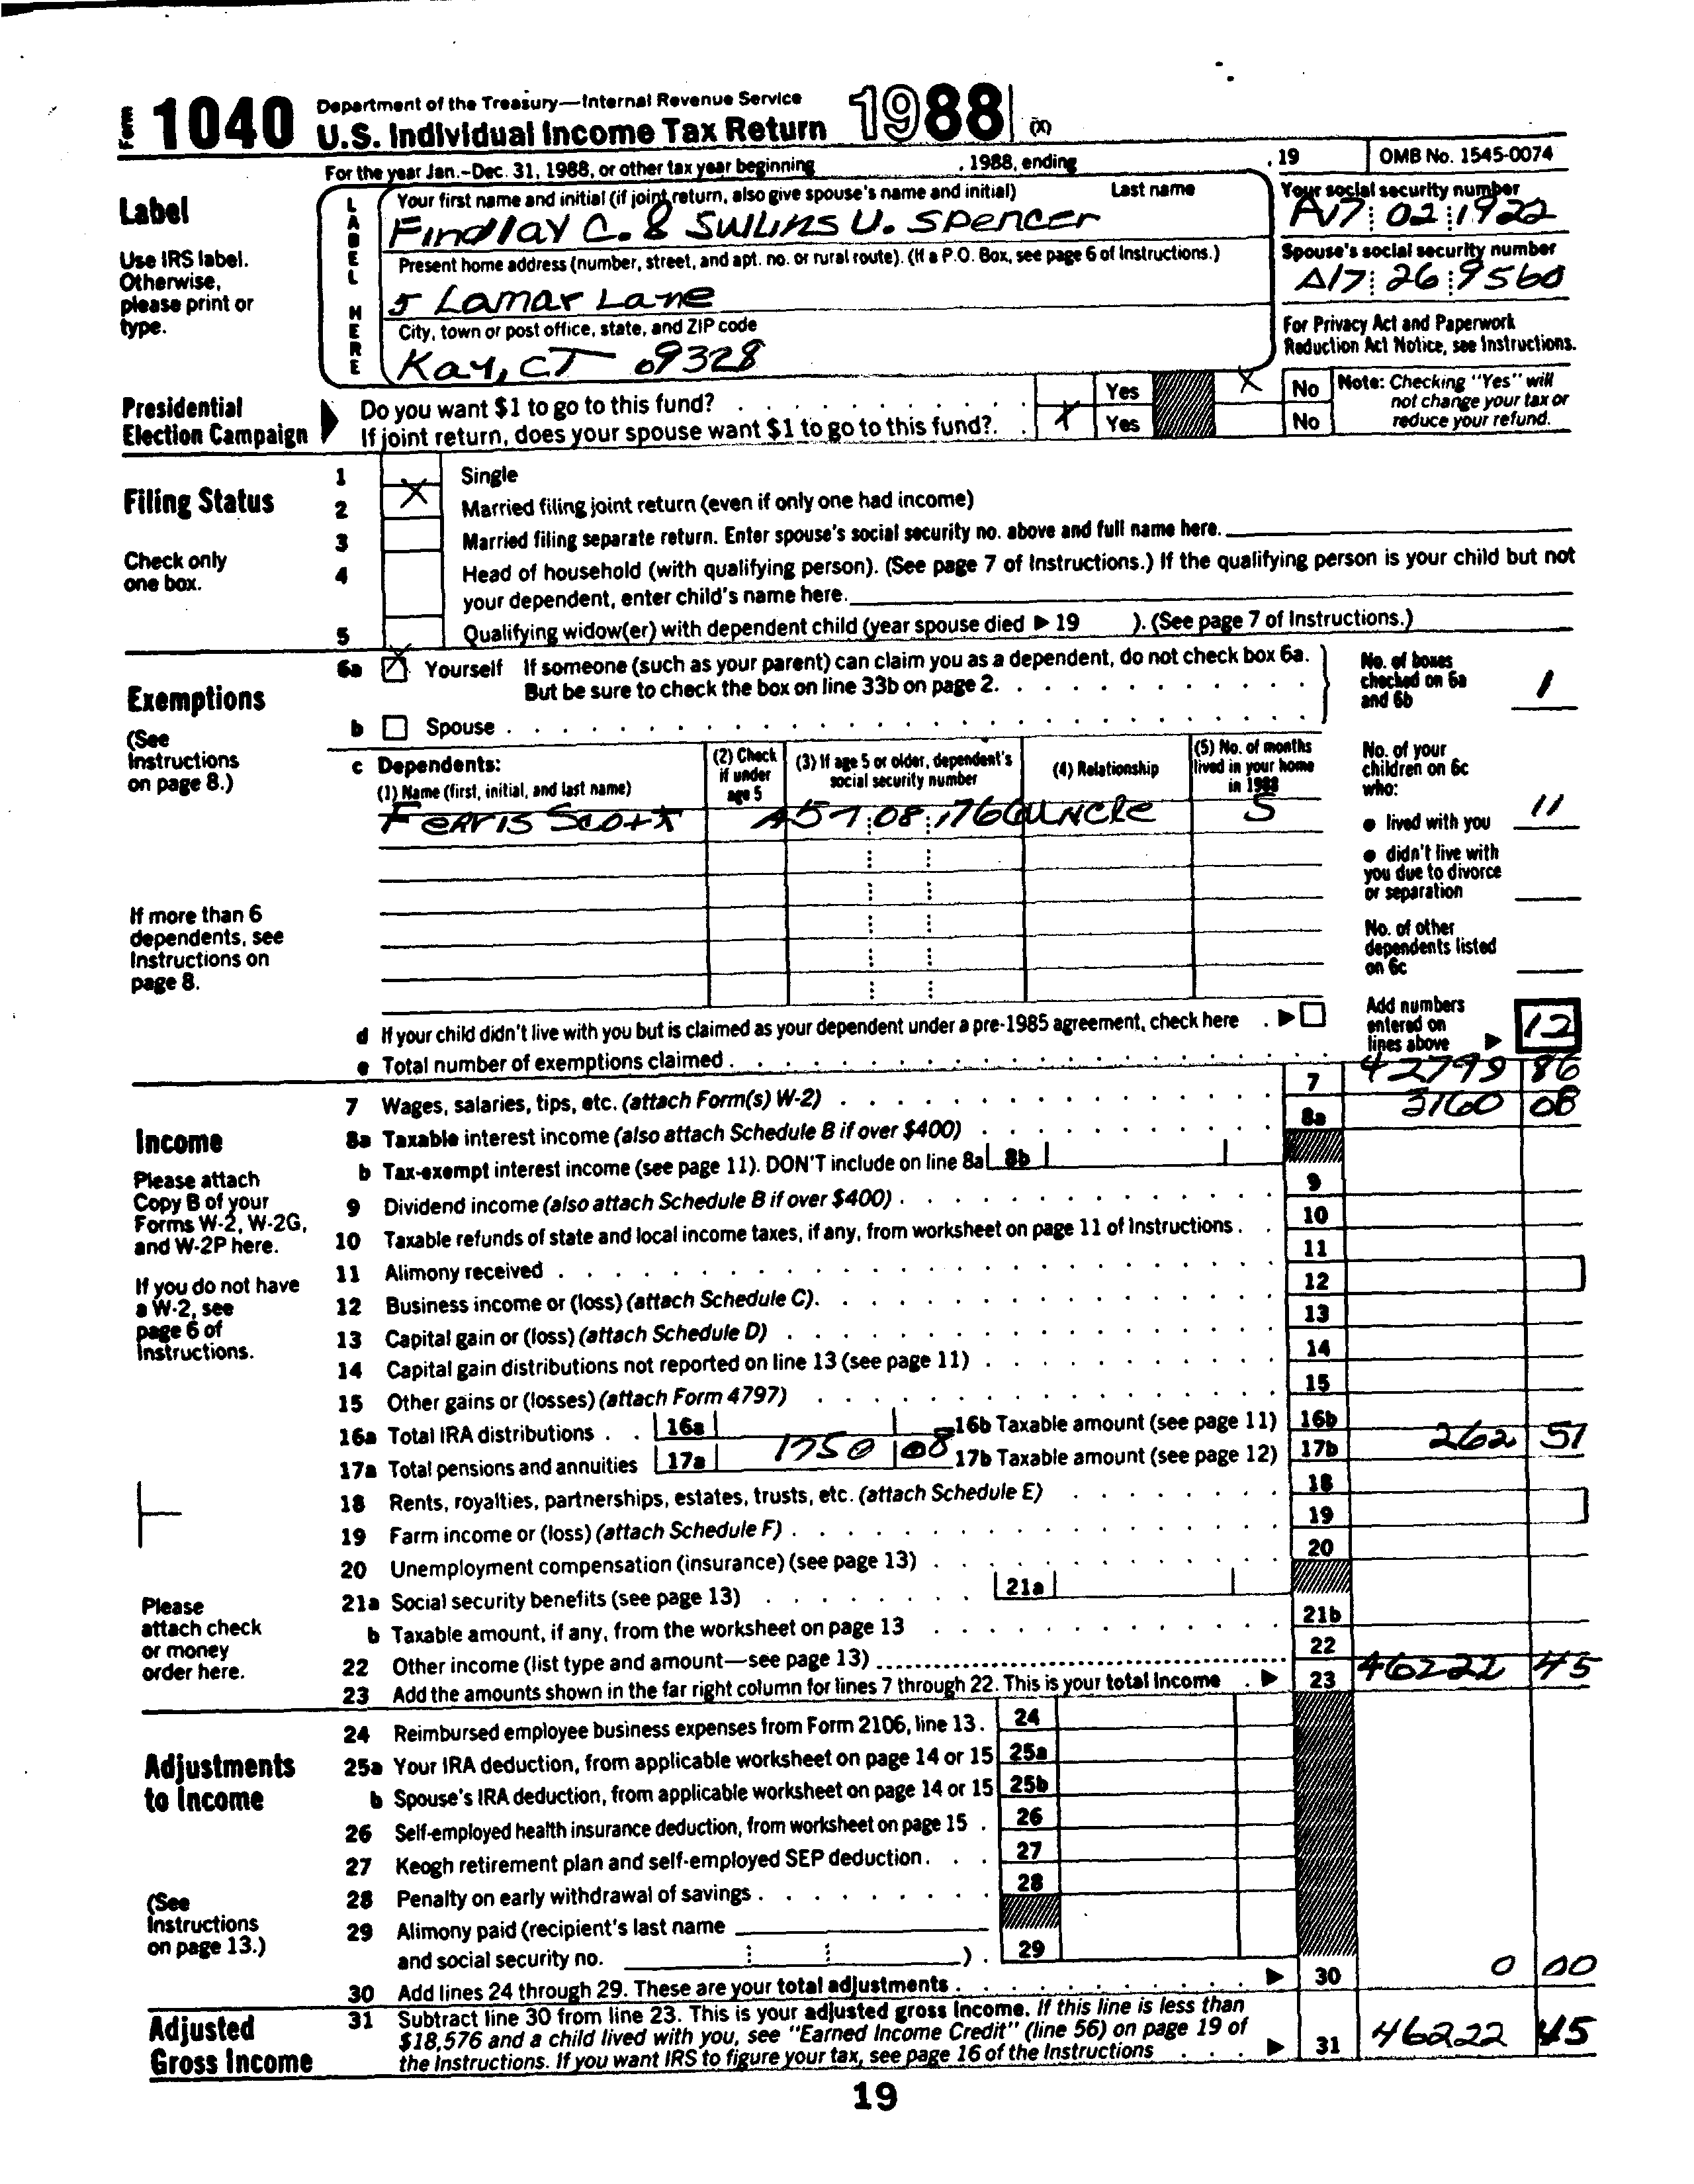 Form 1040 Department of the Treasury—Internal Revenue Service
U.S. Individual Income Tax Return 1988 (X)
For the year Jan.-Dec. 31, 1988, or other tax year beginning , 1988, ending , 19 OMB No. 1545-0074
Label
Use IRS label.
Otherwise,
please print or
type.
LABEL HERE
Your first name and initial (if joint return, also give spouse's name and initial) Last name
Findlay C. & Sullins U. Spencer
Your social security number
A17 02 1922
Present home address (number, street, and apt. no. or rural route). (If a P.O. Box, see page 6 of Instructions.)
5 Lamar Lane
Spouse's social security number
A17 26 9560
City, town or post office, state, and ZIP code
Kay, CT 09328
For Privacy Act and Paperwork
Reduction Act Notice, see Instructions.
Presidential
Election Campaign
Do you want $1 to go to this fund? Yes X No
If joint return, does your spouse want $1 to go to this fund? X Yes No
Note: Checking "Yes" will
not change your tax or
reduce your refund.
Filing Status
Check only
one box.
1 Single
2 X Married filing joint return (even if only one had income)
3 Married filing separate return. Enter spouse's social security no. above and full name here.
4 Head of household (with qualifying person). (See page 7 of Instructions.) If the qualifying person is your child but not
your dependent, enter child's name here.
5 Qualifying widow(er) with dependent child (year spouse died ▶ 19 ). (See page 7 of Instructions.)
Exemptions
(See
Instructions
on page 8.)
6a X Yourself If someone (such as your parent) can claim you as a dependent, do not check box 6a.
But be sure to check the box on line 33b on page 2.
b Spouse
No. of boxes
checked on 6a
and 6b 1
c Dependents:
(1) Name (first, initial, and last name)
(2) Check
if under
age 5
(3) If age 5 or older, dependent's
social security number
(4) Relationship
(5) No. of months
lived in your home
in 1988
Ferris Scott A57 08 1766 UNCLE 5
No. of your
children on 6c
who:
● lived with you 11
● didn't live with
you due to divorce
or separation
No. of other
dependents listed
on 6c
If more than 6
dependents, see
Instructions on
page 8.
d If your child didn't live with you but is claimed as your dependent under a pre-1985 agreement, check here ▶
e Total number of exemptions claimed
Add numbers
entered on
lines above ▶ 12
Income
Please attach
Copy B of your
Forms W-2, W-2G,
and W-2P here.
If you do not have
a W-2, see
page 6 of
Instructions.
7 Wages, salaries, tips, etc. (attach Form(s) W-2) 7 42799 86
8a Taxable interest income (also attach Schedule B if over $400) 8a 3160 08
b Tax-exempt interest income (see page 11). DON'T include on line 8a 8b
9 Dividend income (also attach Schedule B if over $400) 9
10 Taxable refunds of state and local income taxes, if any, from worksheet on page 11 of Instructions 10
11 Alimony received 11
12 Business income or (loss) (attach Schedule C) 12
13 Capital gain or (loss) (attach Schedule D) 13
14 Capital gain distributions not reported on line 13 (see page 11) 14
15 Other gains or (losses) (attach Form 4797) 15
16a Total IRA distributions 16a 16b Taxable amount (see page 11) 16b
17a Total pensions and annuities 17a 1750 08 17b Taxable amount (see page 12) 17b 262 51
18 Rents, royalties, partnerships, estates, trusts, etc. (attach Schedule E) 18
19 Farm income or (loss) (attach Schedule F) 19
20 Unemployment compensation (insurance) (see page 13) 20
21a Social security benefits (see page 13) 21a
b Taxable amount, if any, from the worksheet on page 13 21b
22 Other income (list type and amount—see page 13) 22
23 Add the amounts shown in the far right column for lines 7 through 22. This is your total income ▶ 23 46222 45
Please
attach check
or money
order here.
Adjustments
to Income
(See
Instructions
on page 13.)
24 Reimbursed employee business expenses from Form 2106, line 13. 24
25a Your IRA deduction, from applicable worksheet on page 14 or 15 25a
b Spouse's IRA deduction, from applicable worksheet on page 14 or 15 25b
26 Self-employed health insurance deduction, from worksheet on page 15 26
27 Keogh retirement plan and self-employed SEP deduction 27
28 Penalty on early withdrawal of savings 28
29 Alimony paid (recipient's last name
and social security no. ) 29
30 Add lines 24 through 29. These are your total adjustments ▶ 30 0 00
Adjusted
Gross Income
31 Subtract line 30 from line 23. This is your adjusted gross income. If this line is less than
$18,576 and a child lived with you, see "Earned Income Credit" (line 56) on page 19 of
the Instructions. If you want IRS to figure your tax, see page 16 of the Instructions ▶ 31 46222 45
19